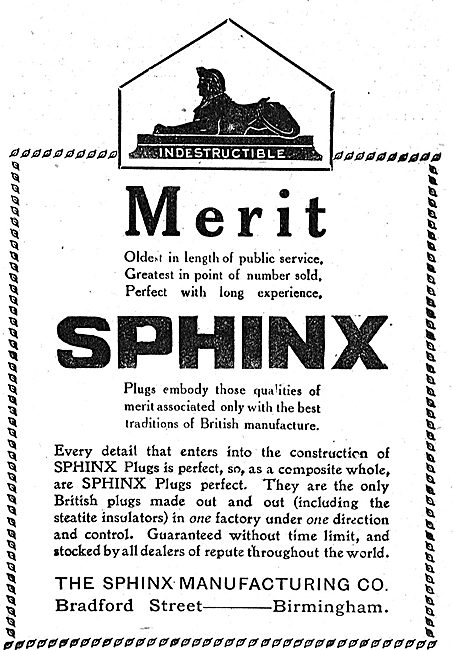 INDESTRUCTIBLE
Merit
Oldest in length of public service,
Greatest in point of number sold,
Perfect with long experience,
SPHINX
Plugs embody those qualities of
merit associated only with the best
traditions of British manufacture.
Every detail that enters into the construction of
SPHINX Plugs is perfect, so, as a composite whole,
are SPHINX Plugs perfect. They are the only
British plugs made out and out (including the
steatite insulators) in one factory under one direction
and control. Guaranteed without time limit, and
stocked by all dealers of repute throughout the world.
THE SPHINX MANUFACTURING CO.
Bradford Street———Birmingham.